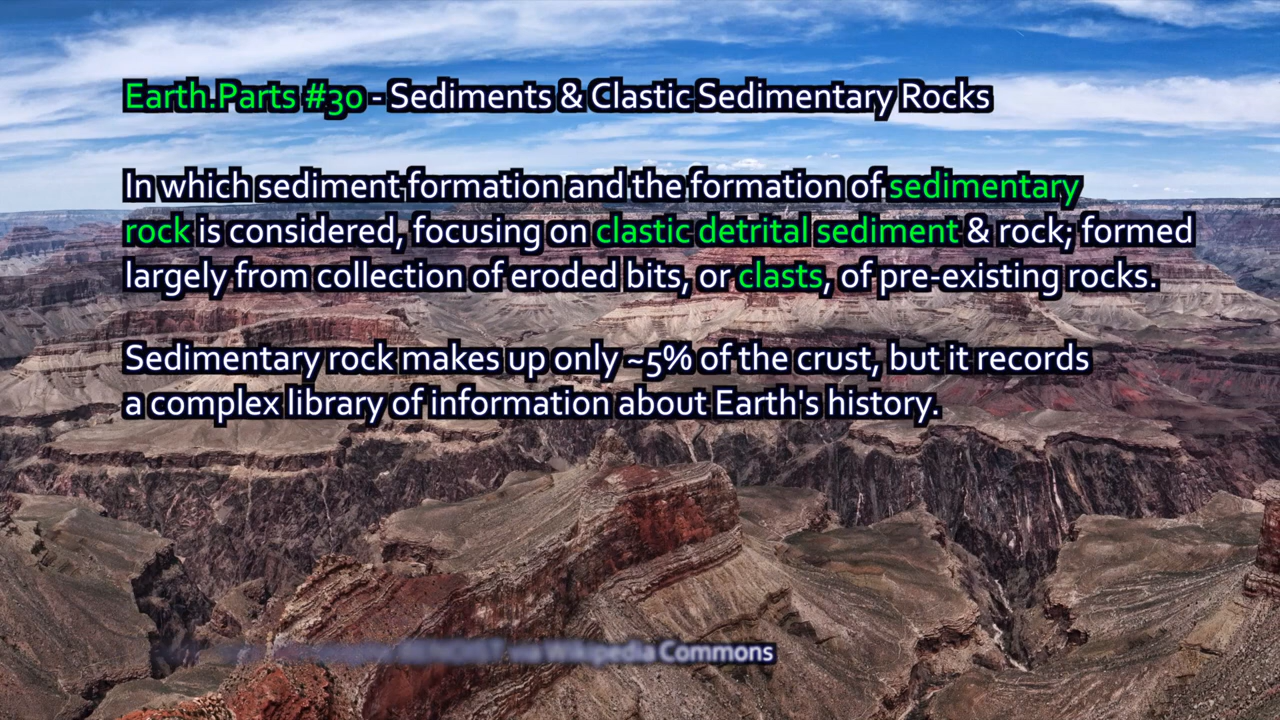 Earth.Parts #30 - Sediments & Clastic Sedimentary Rocks
In which sediment formation and the formation of sedimentary
rock is considered, focusing on clastic detrital sediment & rock; formed
largely from collection of eroded bits, or clasts, of pre-existing rocks.
Sedimentary rock makes up only ~5% of the crust, but it records
a complex library of information about Earth's history.
via Wikipedia Commons